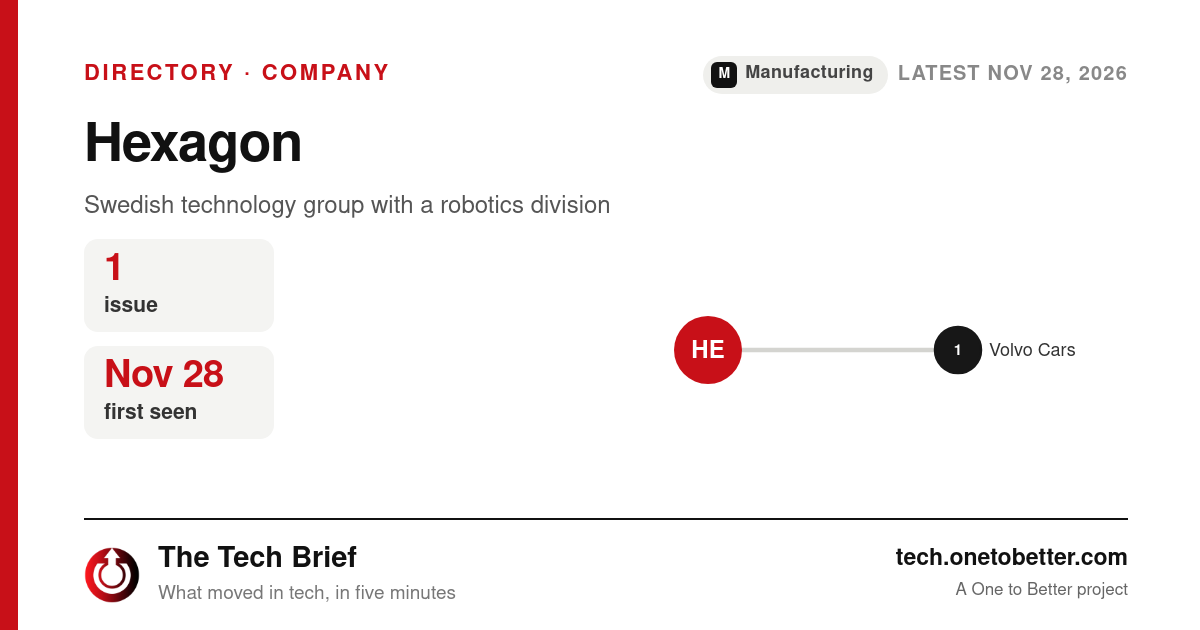 DIRECTORY · COMPANY
M Manufacturing LATEST NOV 28, 2026
Hexagon
Swedish technology group with a robotics division
1
issue
Nov 28
first seen
HE 1 Volvo Cars
The Tech Brief
What moved in tech, in five minutes
tech.onetobetter.com
A One to Better project